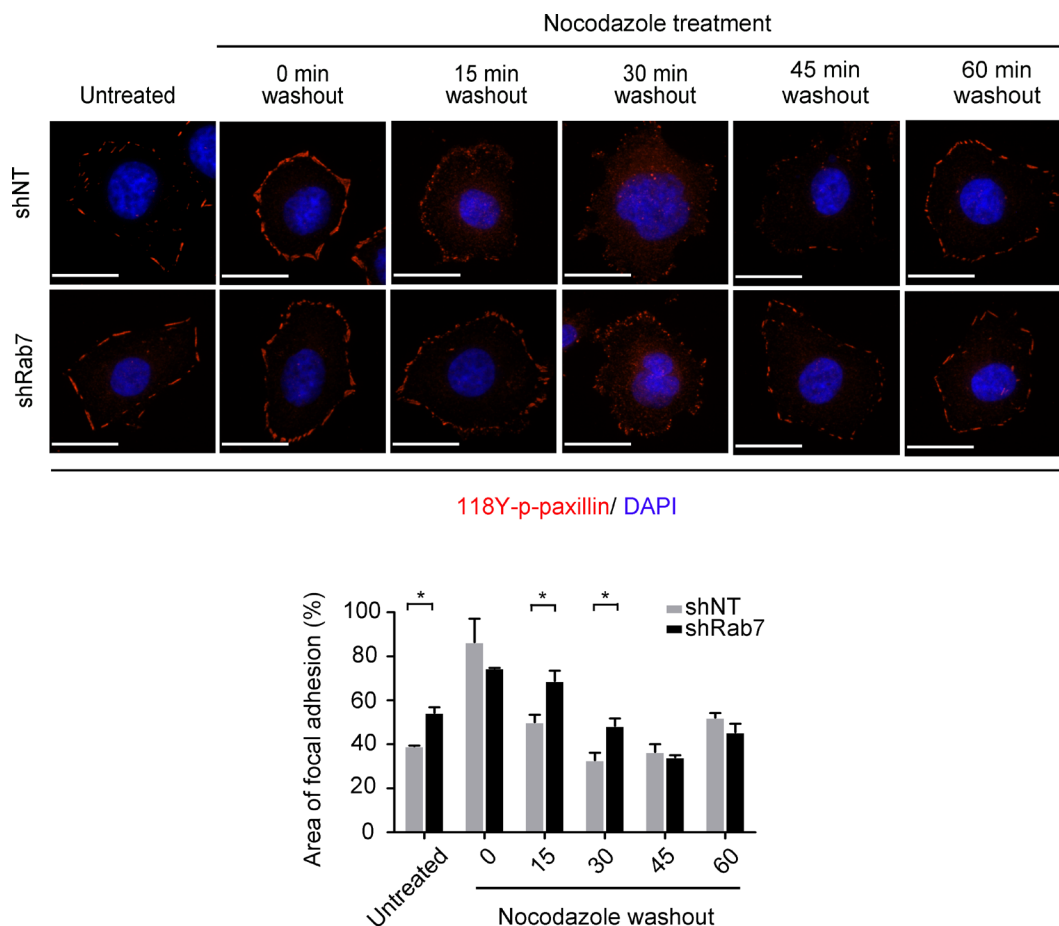 Nocodazole treatment
Untreated
0 min
washout
15 min
washout
30 min
washout
45 min
washout
60 min
washout
shNT
shRab7
118Y-p-paxillin/ DAPI
Area of focal adhesion (%)
100
80
60
40
20
0
*
*
*
shNT
shRab7
Untreated
0
15
30
45
60
Nocodazole washout